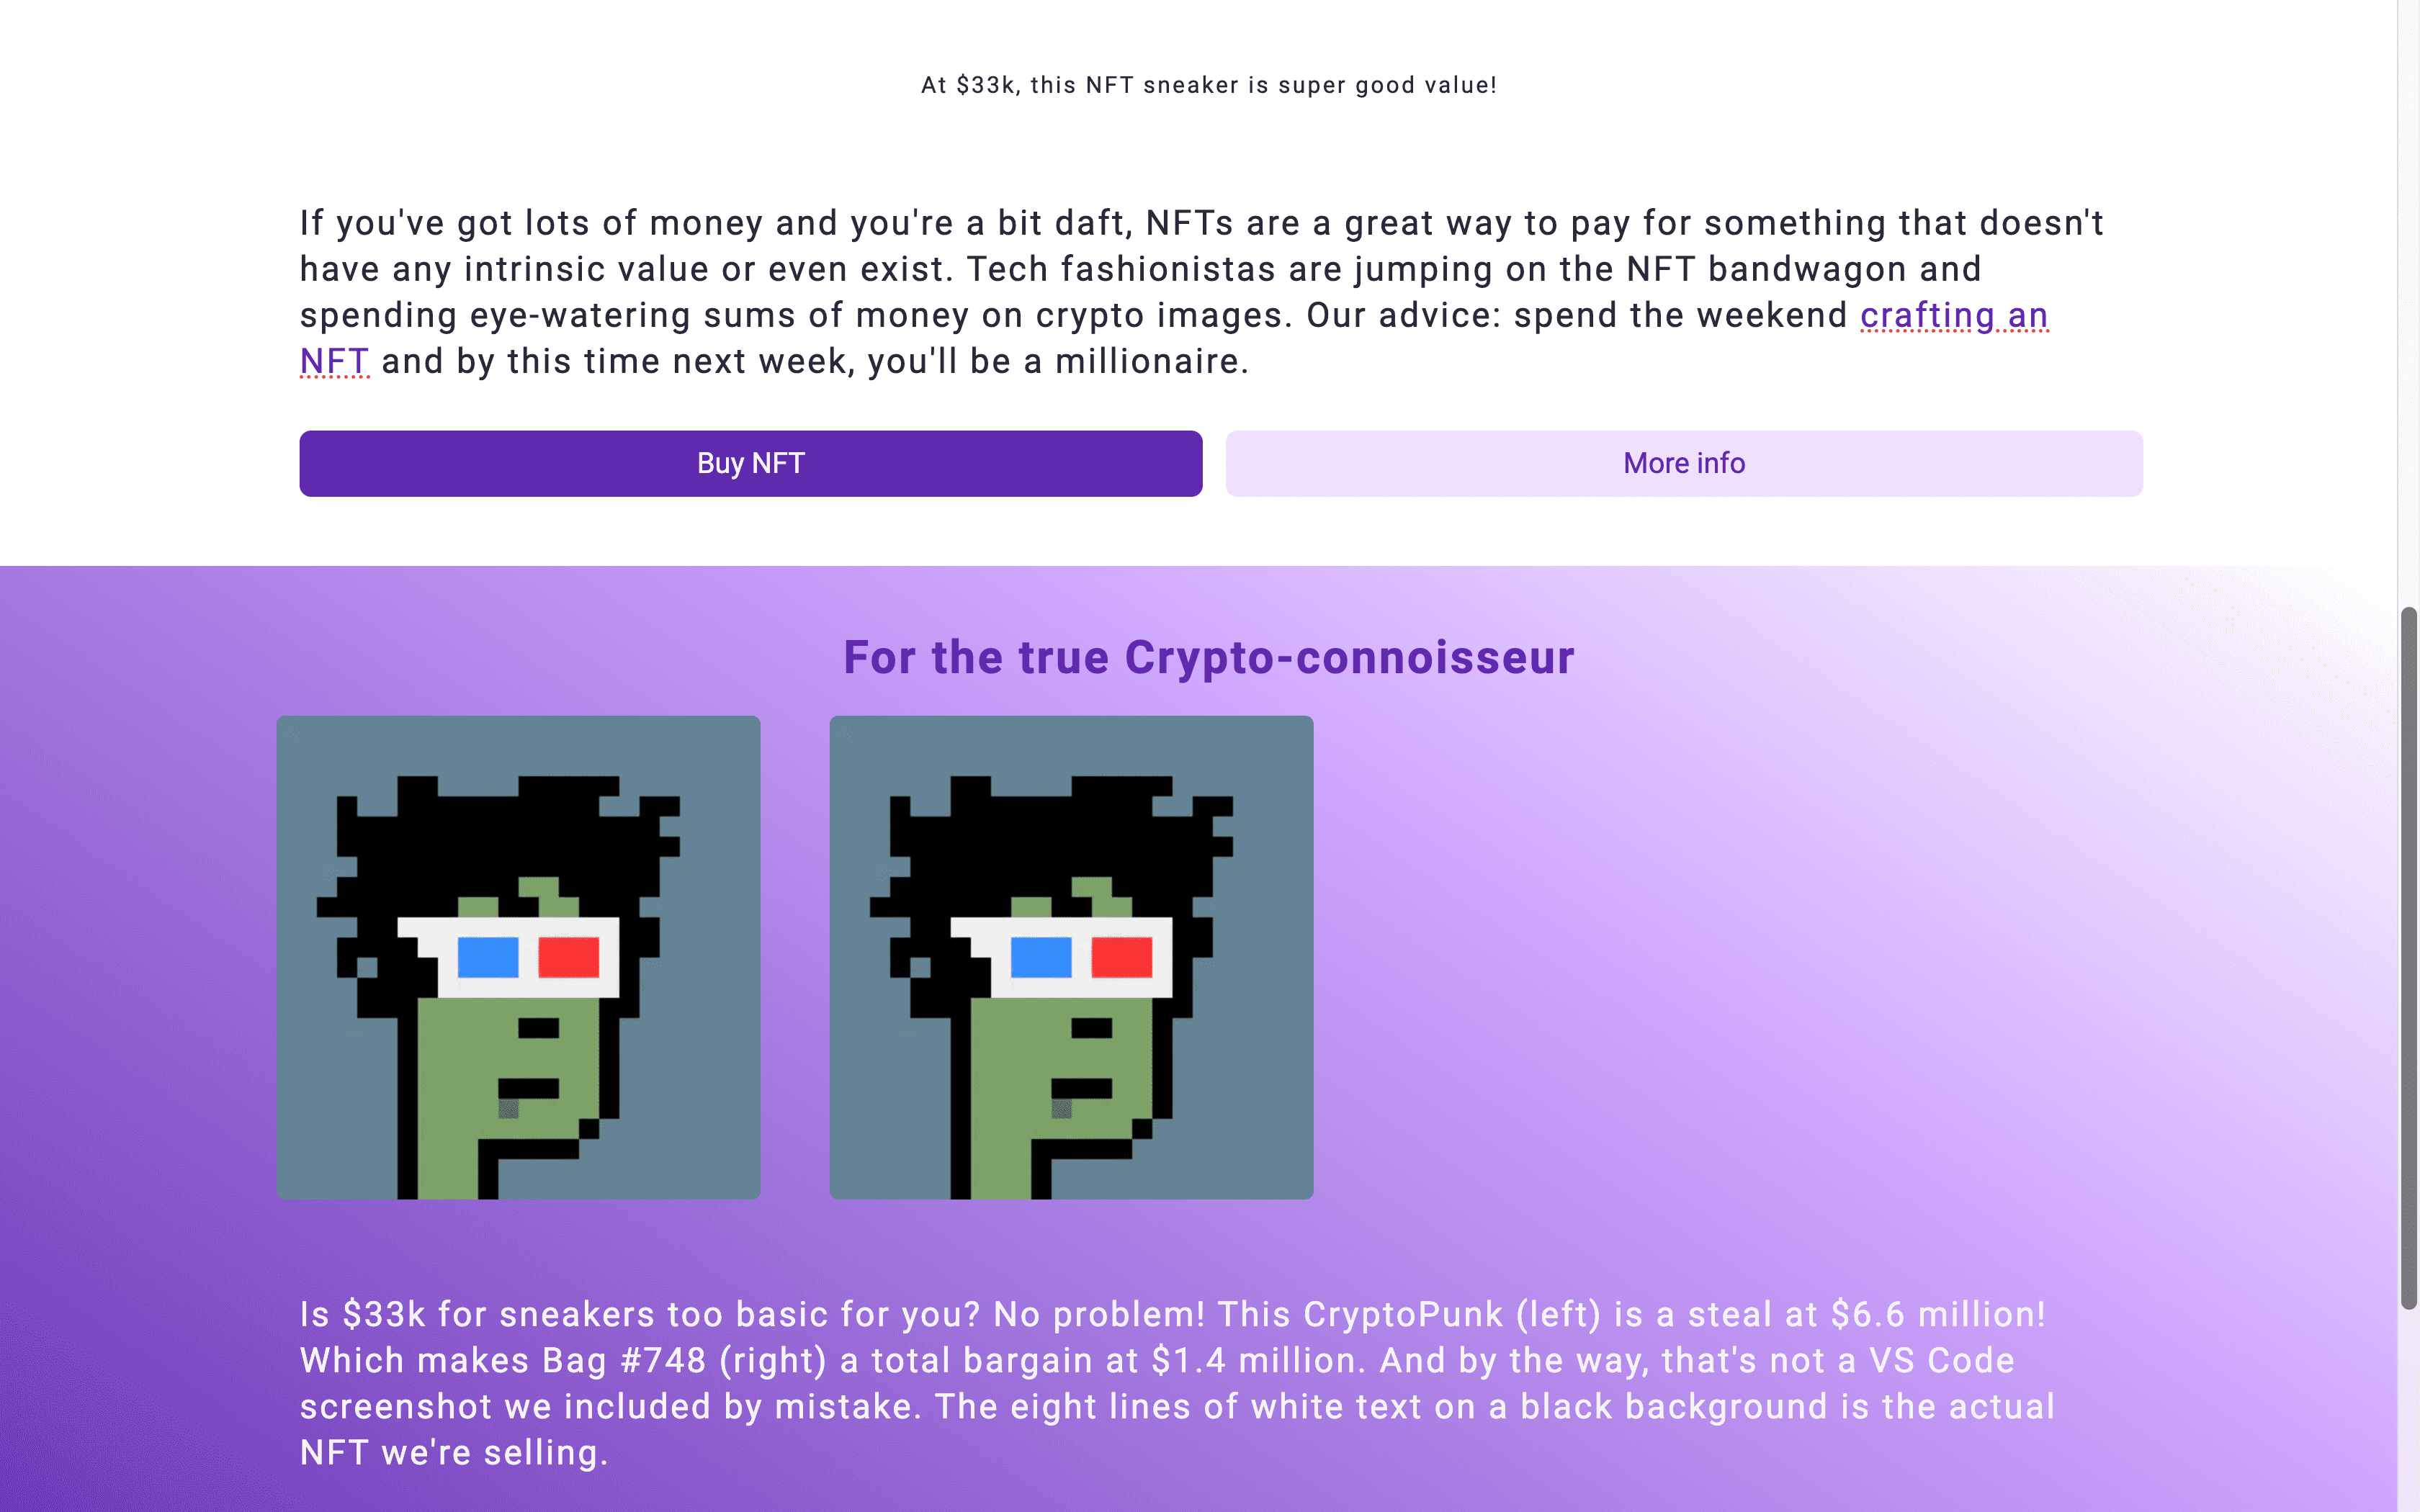 At $33k, this NFT sneaker is super good value!
If you've got lots of money and you're a bit daft, NFTs are a great way to pay for something that doesn't
have any intrinsic value or even exist. Tech fashionistas are jumping on the NFT bandwagon and
spending eye-watering sums of money on crypto images. Our advice: spend the weekend crafting an
NFT and by this time next week, you'll be a millionaire.
Buy NFT
More info
For the true Crypto-connoisseur
Is $33k for sneakers too basic for you? No problem! This CryptoPunk (left) is a steal at $6.6 million!
Which makes Bag #748 (right) a total bargain at $1.4 million. And by the way, that's not a VS Code
screenshot we included by mistake. The eight lines of white text on a black background is the actual
NFT we're selling.